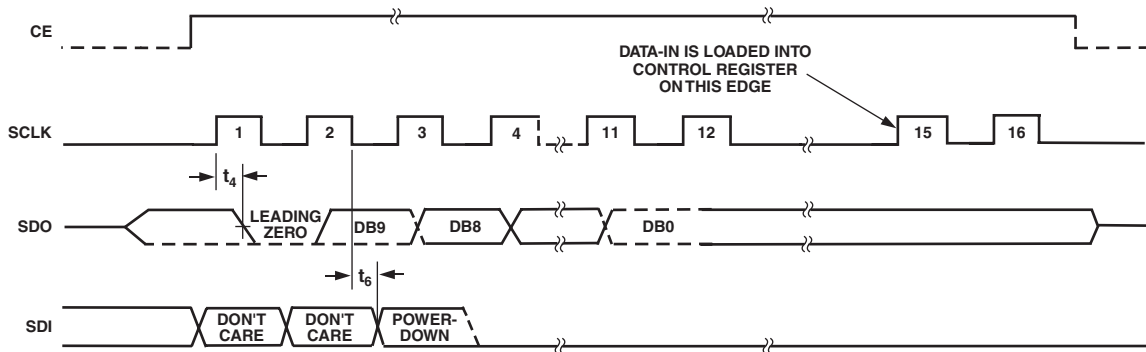 CE
DATA-IN IS LOADED INTO
CONTROL REGISTER
ON THIS EDGE
SCLK
1 2 3 4 11 12 15 16
t4
SDO
LEADING
ZERO
DB9 DB8 DB0
t6
SDI
DON'T
CARE
DON'T
CARE
POWER-
DOWN